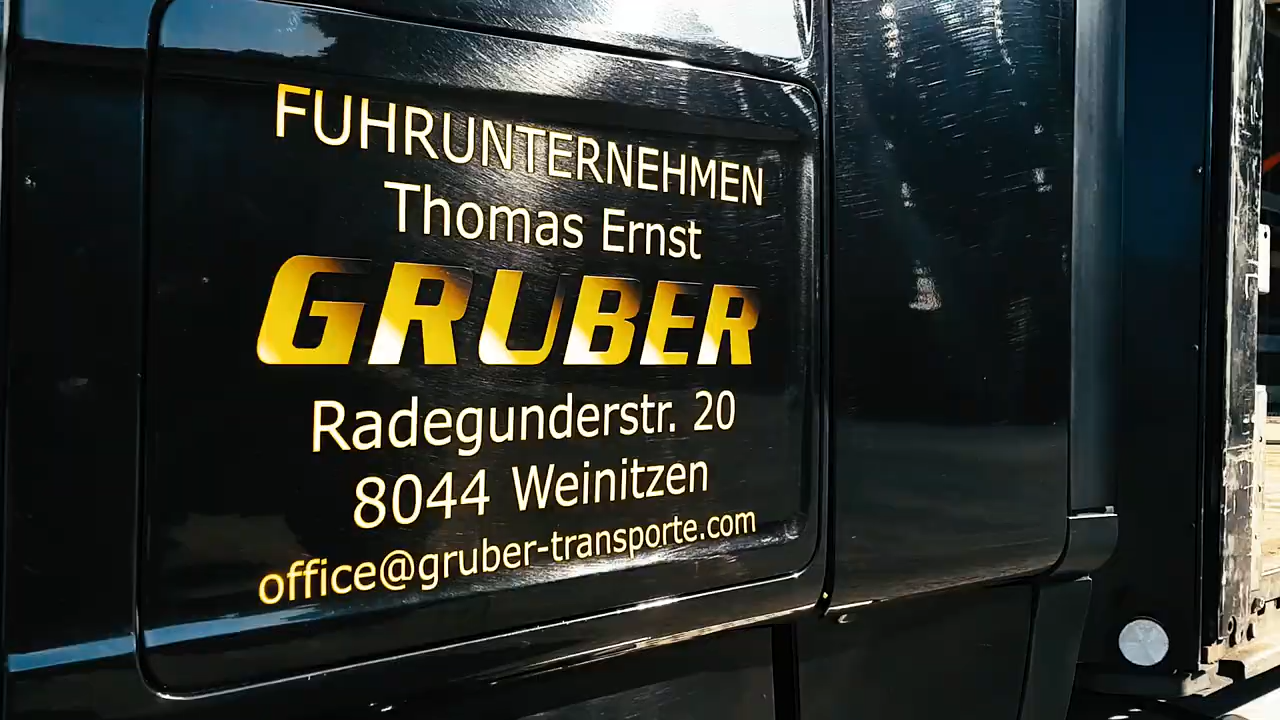 FUHRUNTERNEHMEN
Thomas Ernst
GRUBER
Radegunderstr. 20
8044 Weinitzen
office@gruber-transporte.com